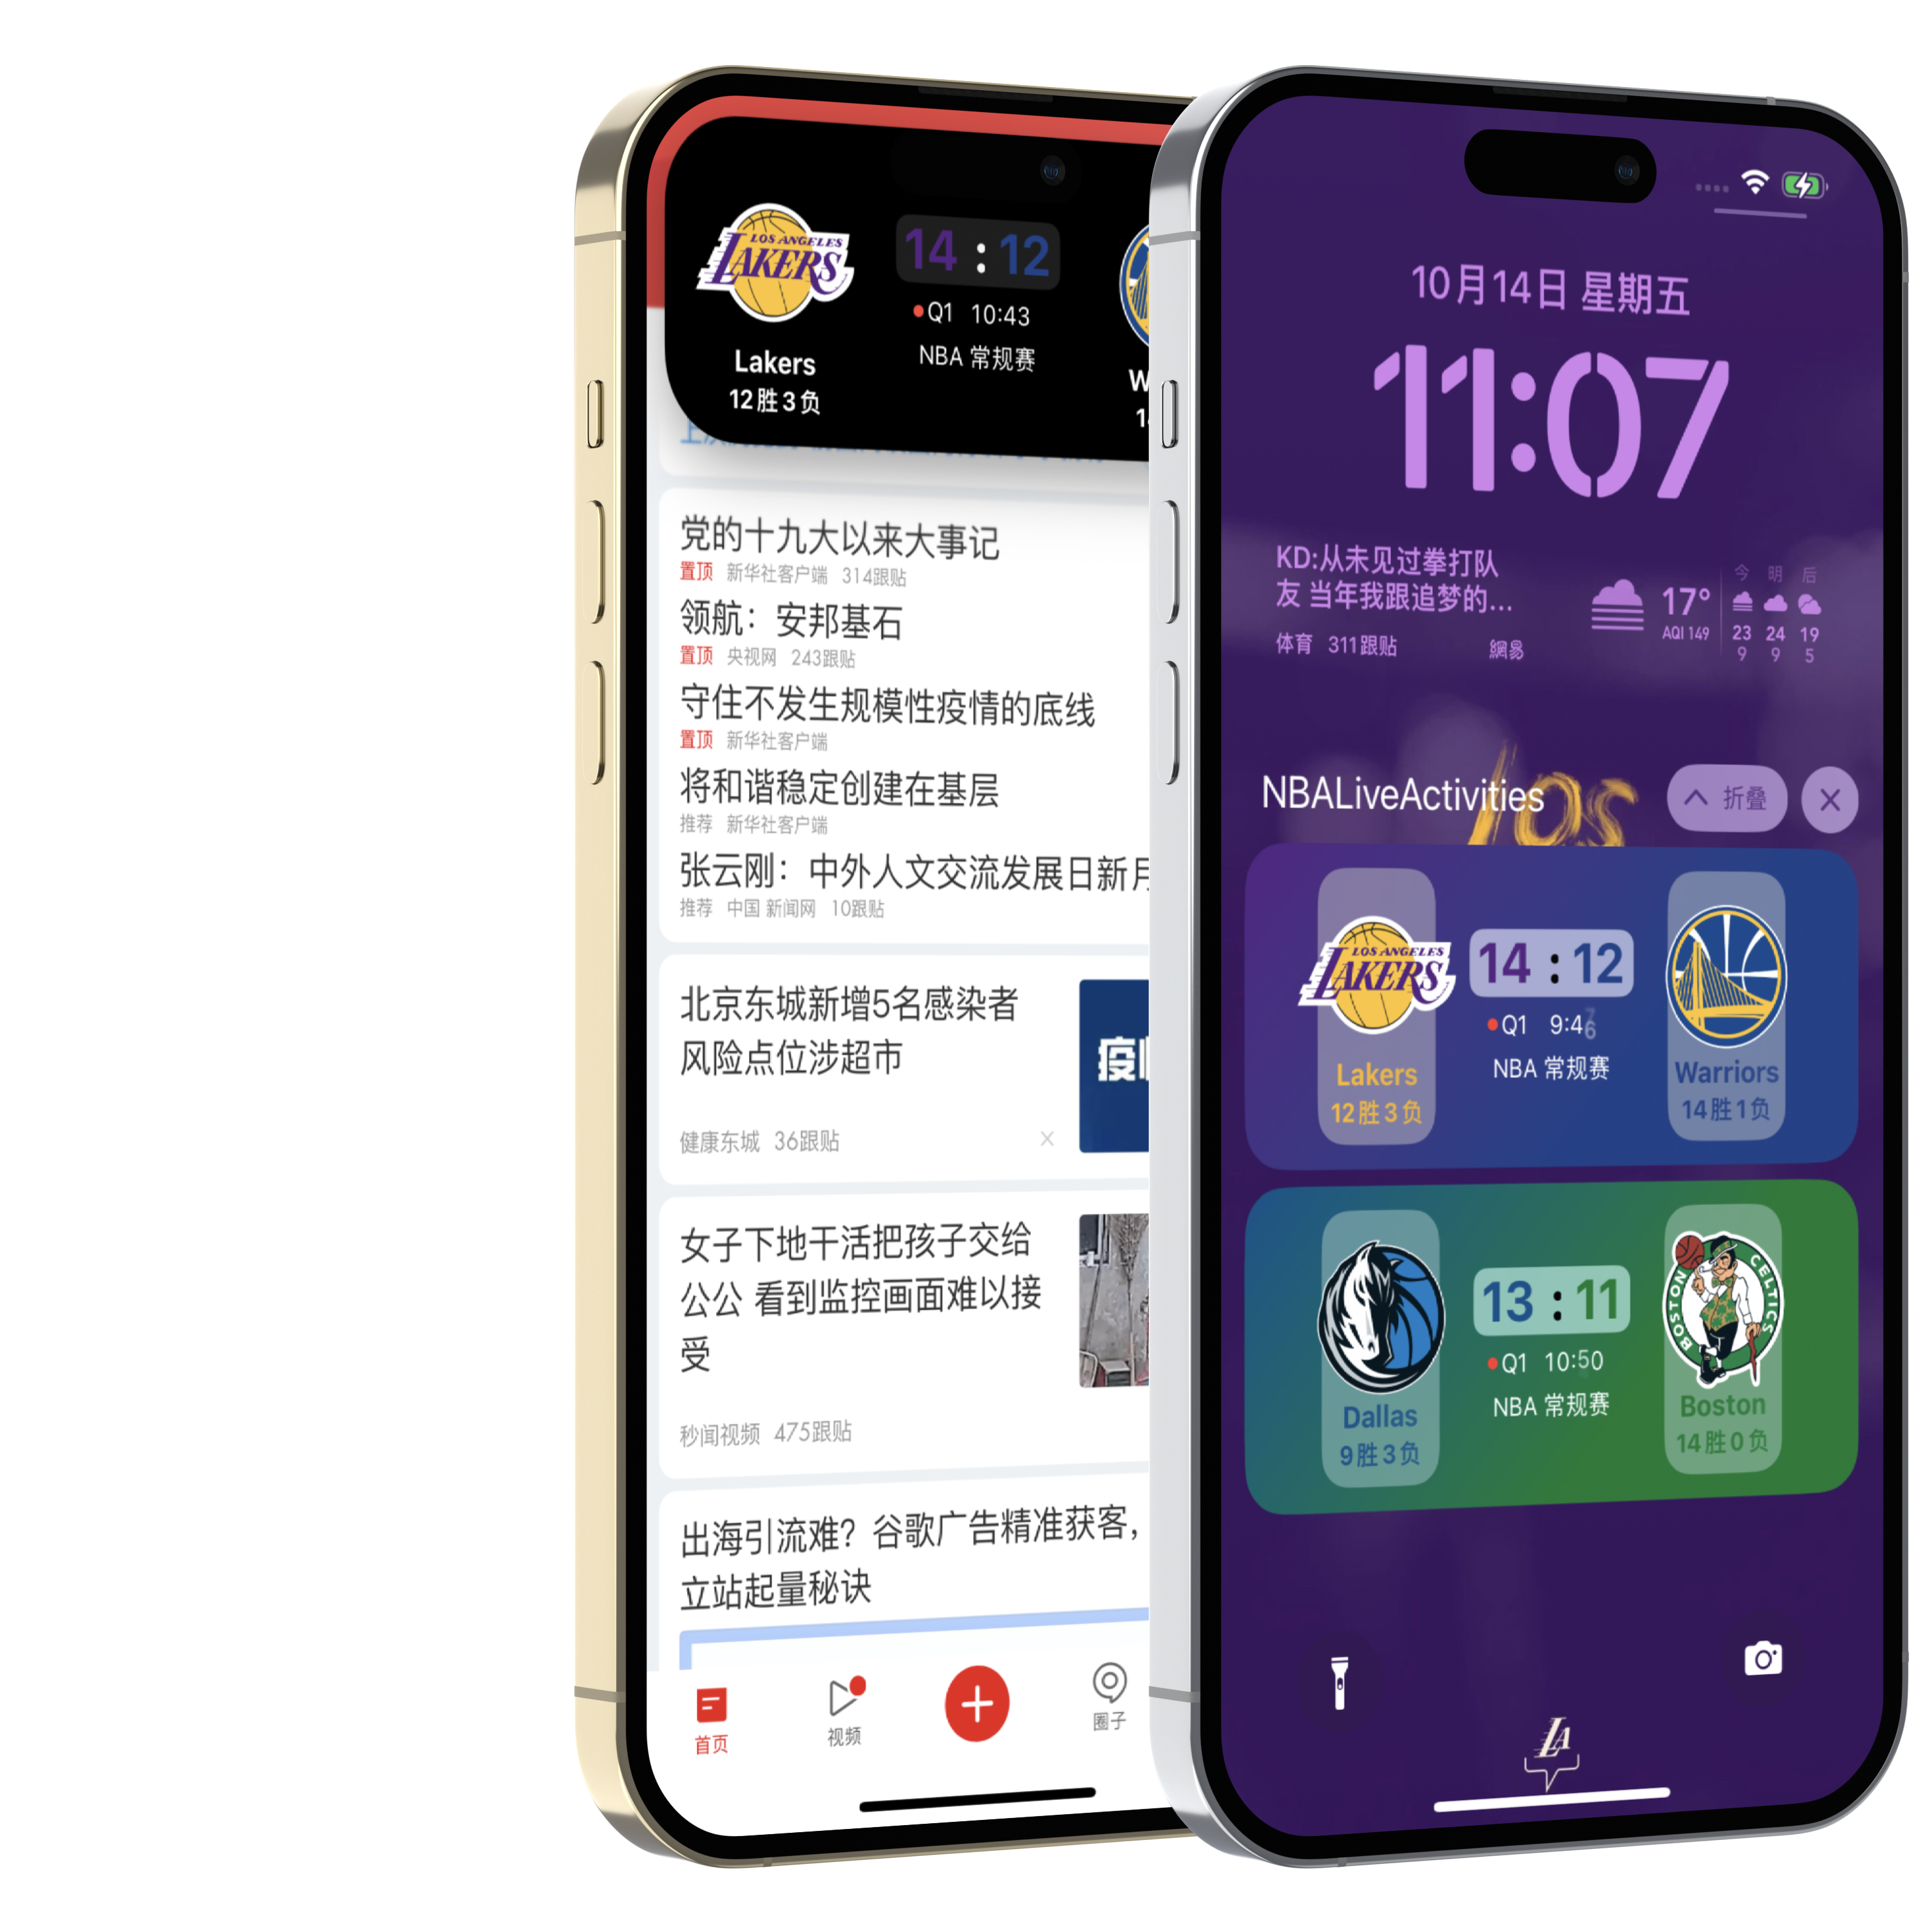 LOS ANGELES
LAKERS
14 : 12
Q1 10:43
NBA 常规赛
Lakers
12胜3负
党的十九大以来大事记
置顶 新华社客户端 314跟贴
领航：安邦基石
置顶 央视网 243跟贴
守住不发生规模性疫情的底线
置顶 新华社客户端
将和谐稳定创建在基层
推荐 新华社客户端
张云刚：中外人文交流发展日新月
推荐 中国 新闻网 10跟贴
北京东城新增5名感染者
风险点位涉超市
疫
健康东城 36跟贴
女子下地干活把孩子交给
公公 看到监控画面难以接
受
秒闻视频 475跟贴
出海引流难？谷歌广告精准获客，
立站起量秘诀
首页
视频
圈子
10月14日 星期五
11:07
KD:从未见过拳打队
友 当年我跟追梦的...
体育 311跟贴 網易
17°
AQI 149
今 明 后
23 24 19
9 9 5
Los
NBALiveActivities
折叠
LOS ANGELES
LAKERS
14 : 12
Q1 9:4
NBA 常规赛
Lakers
12胜3负
Warriors
14胜1负
13 : 11
Q1 10:50
NBA 常规赛
Dallas
9胜3负
BOSTON CELTICS
Boston
14胜0负
LA